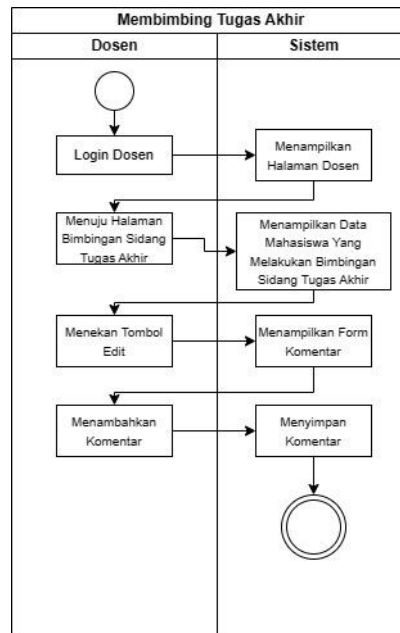 Membimbing Tugas Akhir
Dosen
Sistem
Login Dosen
Menampilkan
Halaman Dosen
Menuju Halaman
Bimbingan Sidang
Tugas Akhir
Menampilkan Data
Mahasiswa Yang
Melakukan Bimbingan
Sidang Tugas Akhir
Menekan Tombol
Edit
Menampilkan Form
Komentar
Menambahkan
Komentar
Menyimpan
Komentar